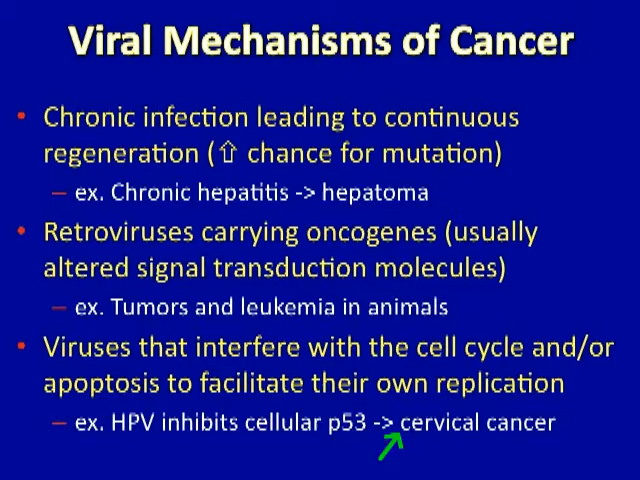 Viral Mechanisms of Cancer
• Chronic infection leading to continuous
regeneration (⇧ chance for mutation)
– ex. Chronic hepatitis -> hepatoma
• Retroviruses carrying oncogenes (usually
altered signal transduction molecules)
– ex. Tumors and leukemia in animals
• Viruses that interfere with the cell cycle and/or
apoptosis to facilitate their own replication
– ex. HPV inhibits cellular p53 -> cervical cancer